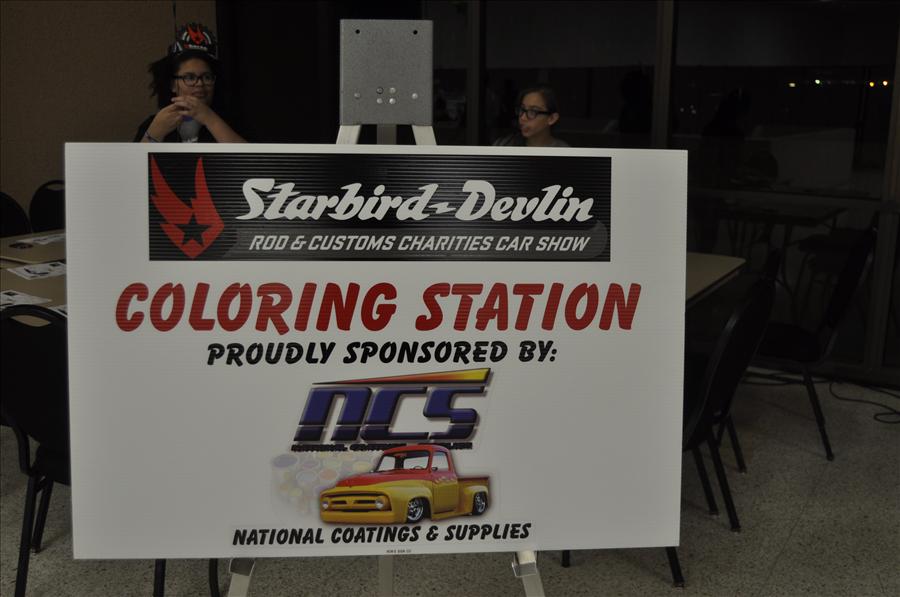 Starbird-Devlin
ROD & CUSTOMS CHARITIES CAR SHOW
COLORING STATION
PROUDLY SPONSORED BY:
NCS
NATIONAL COATINGS & SUPPLIES